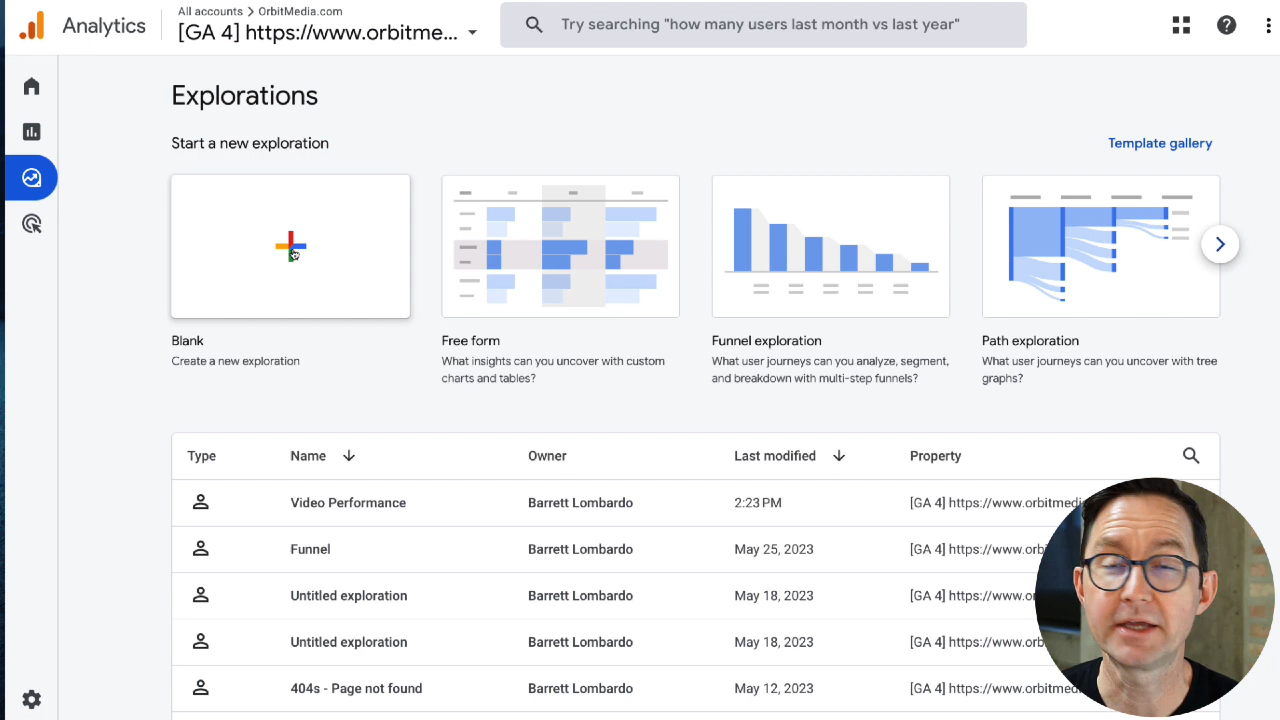 All accounts > OrbitMedia.com
Analytics
[GA 4] https://www.orbitme...
Try searching "how many users last month vs last year"
Explorations
Start a new exploration
Template gallery
Blank
Create a new exploration
Free form
What insights can you uncover with custom
charts and tables?
Funnel exploration
What user journeys can you analyze, segment,
and breakdown with multi-step funnels?
Path exploration
What user journeys can you uncover with tree
graphs?
Type Name Owner Last modified Property
Video Performance Barrett Lombardo 2:23 PM [GA 4] https://www.orbitmedi
Funnel Barrett Lombardo May 25, 2023 [GA 4] https://www.orb
Untitled exploration Barrett Lombardo May 18, 2023 [GA 4] https://www.orb
Untitled exploration Barrett Lombardo May 18, 2023 [GA 4] https://www.orb
404s - Page not found Barrett Lombardo May 12, 2023 [GA 4] https://www.orbitmed